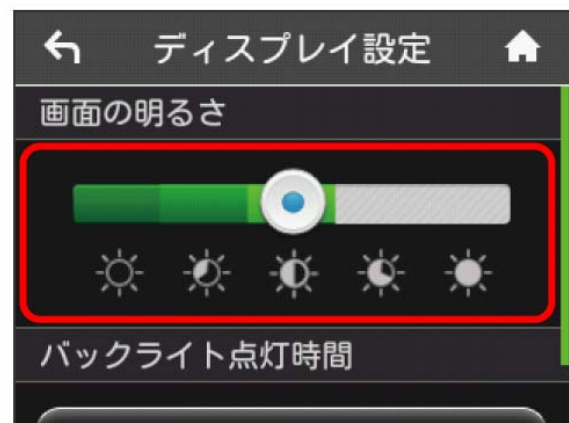 ディスプレイ設定
画面の明るさ
バックライト点灯時間